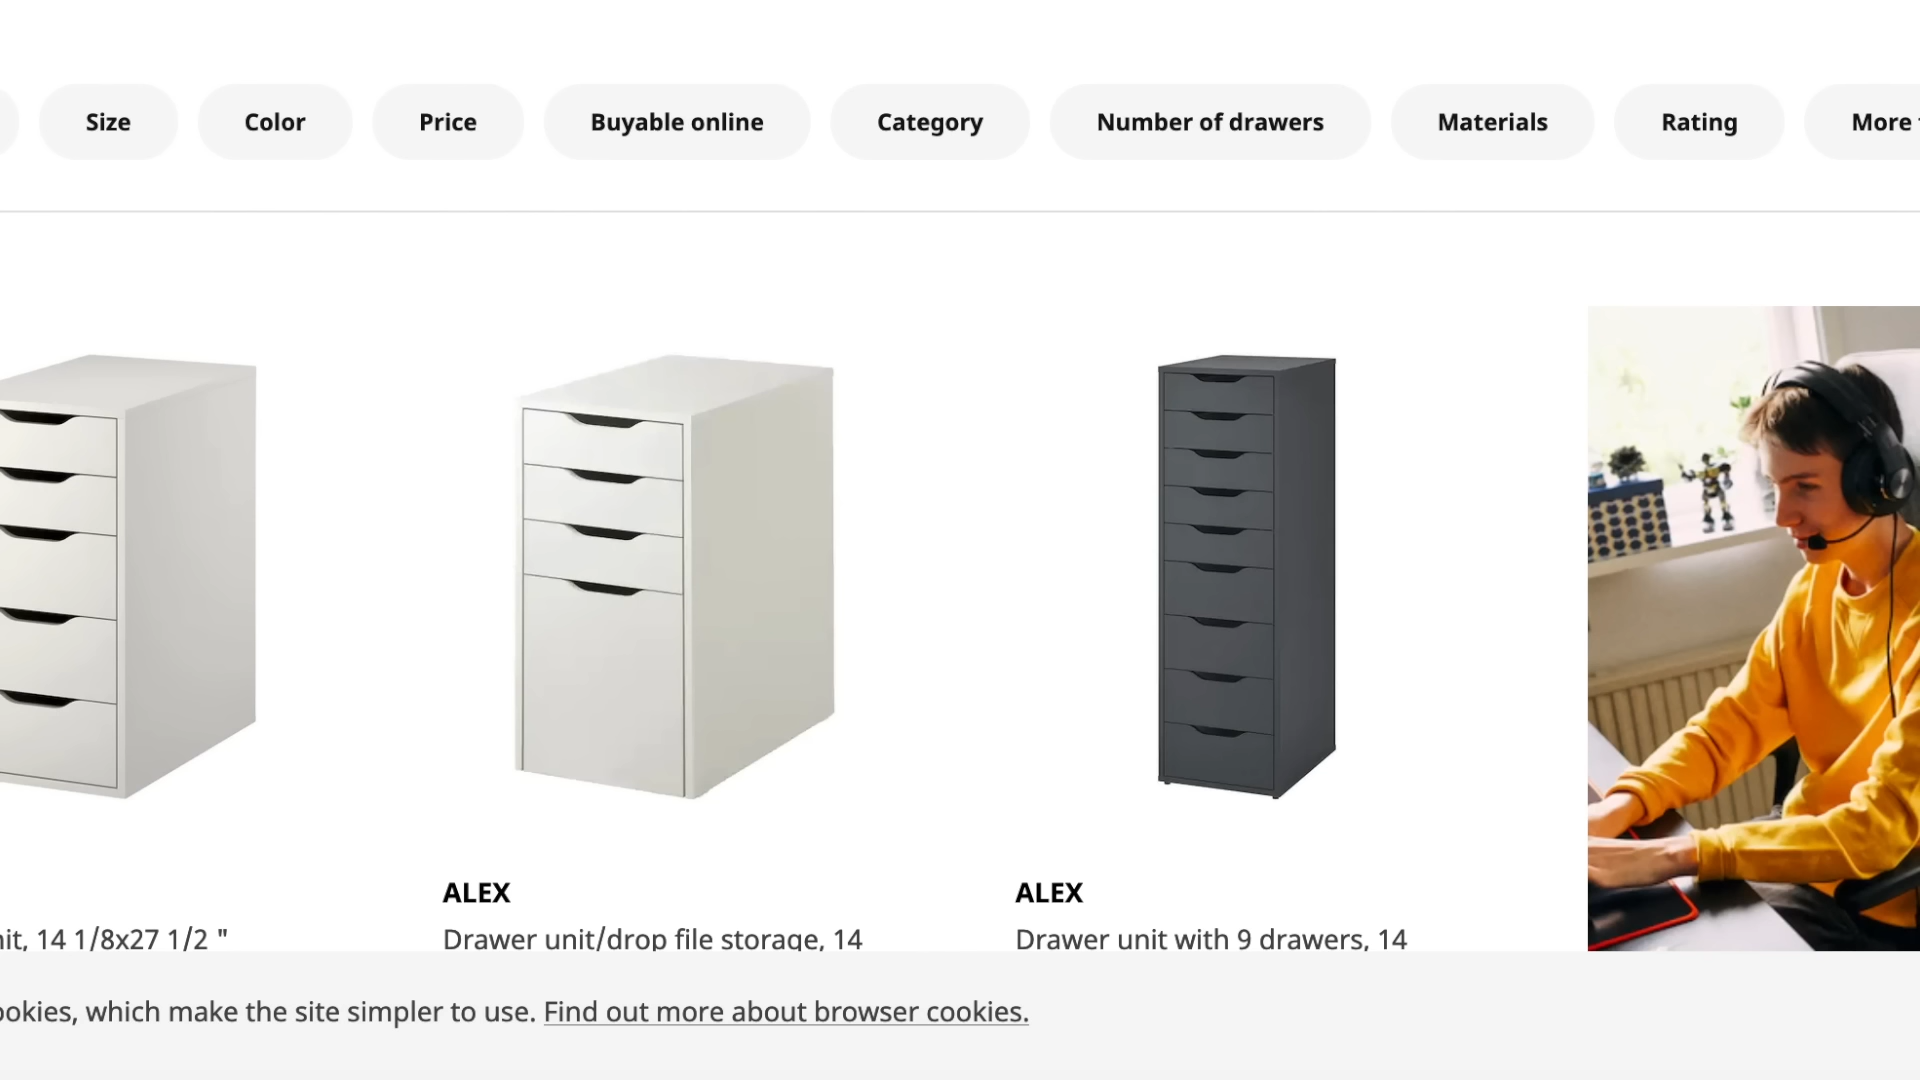 Size Color Price Buyable online Category Number of drawers Materials Rating More
ALEX ALEX
14 1/8x27 1/2 " Drawer unit/drop file storage, 14 Drawer unit with 9 drawers, 14
which make the site simpler to use. Find out more about browser cookies.